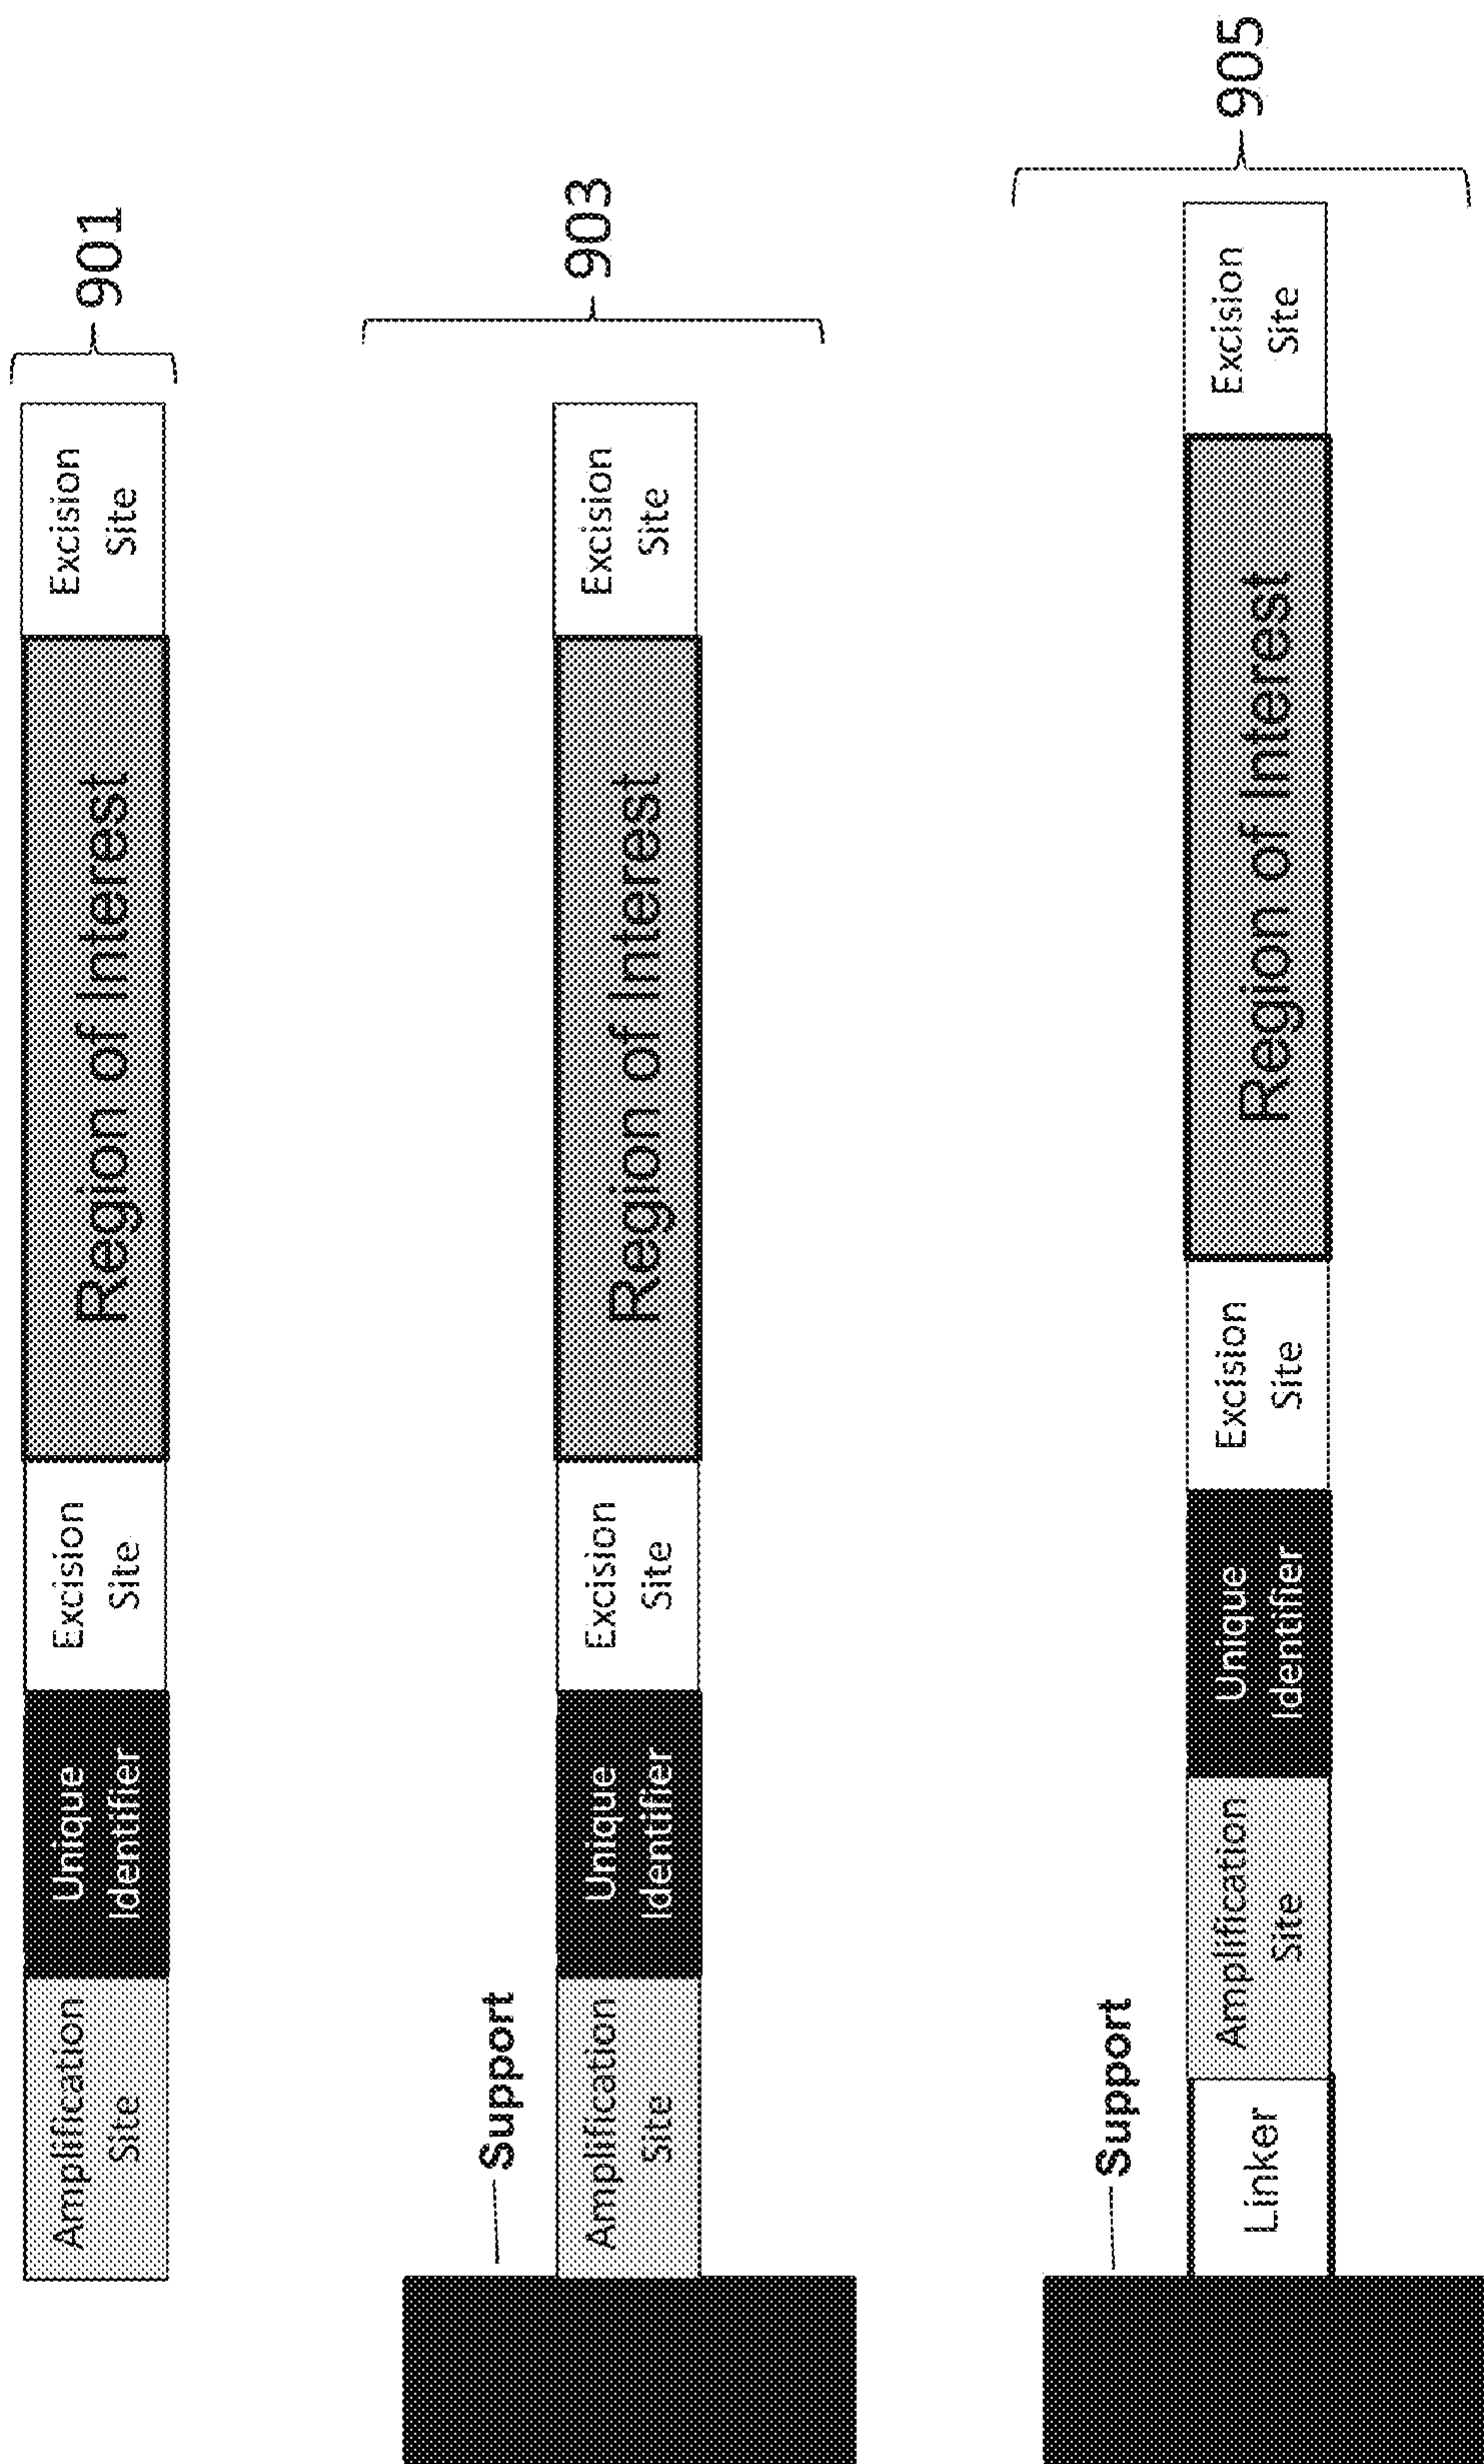 Amplification
Site
Unique
Identifier
Excision
Site
Region of Interest
Excision
Site
901
Support
Amplification
Site
Unique
Identifier
Excision
Site
Region of Interest
Excision
Site
903
Support
Linker
Amplification
Site
Unique
Identifier
Excision
Site
Region of Interest
Excision
Site
905